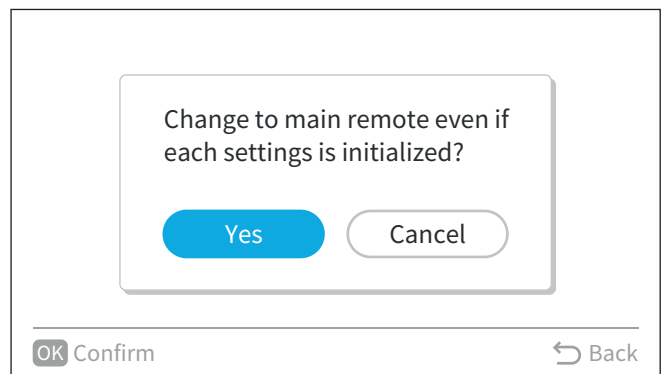 Change to main remote even if
each settings is initialized?
Yes Cancel
OK Confirm Back